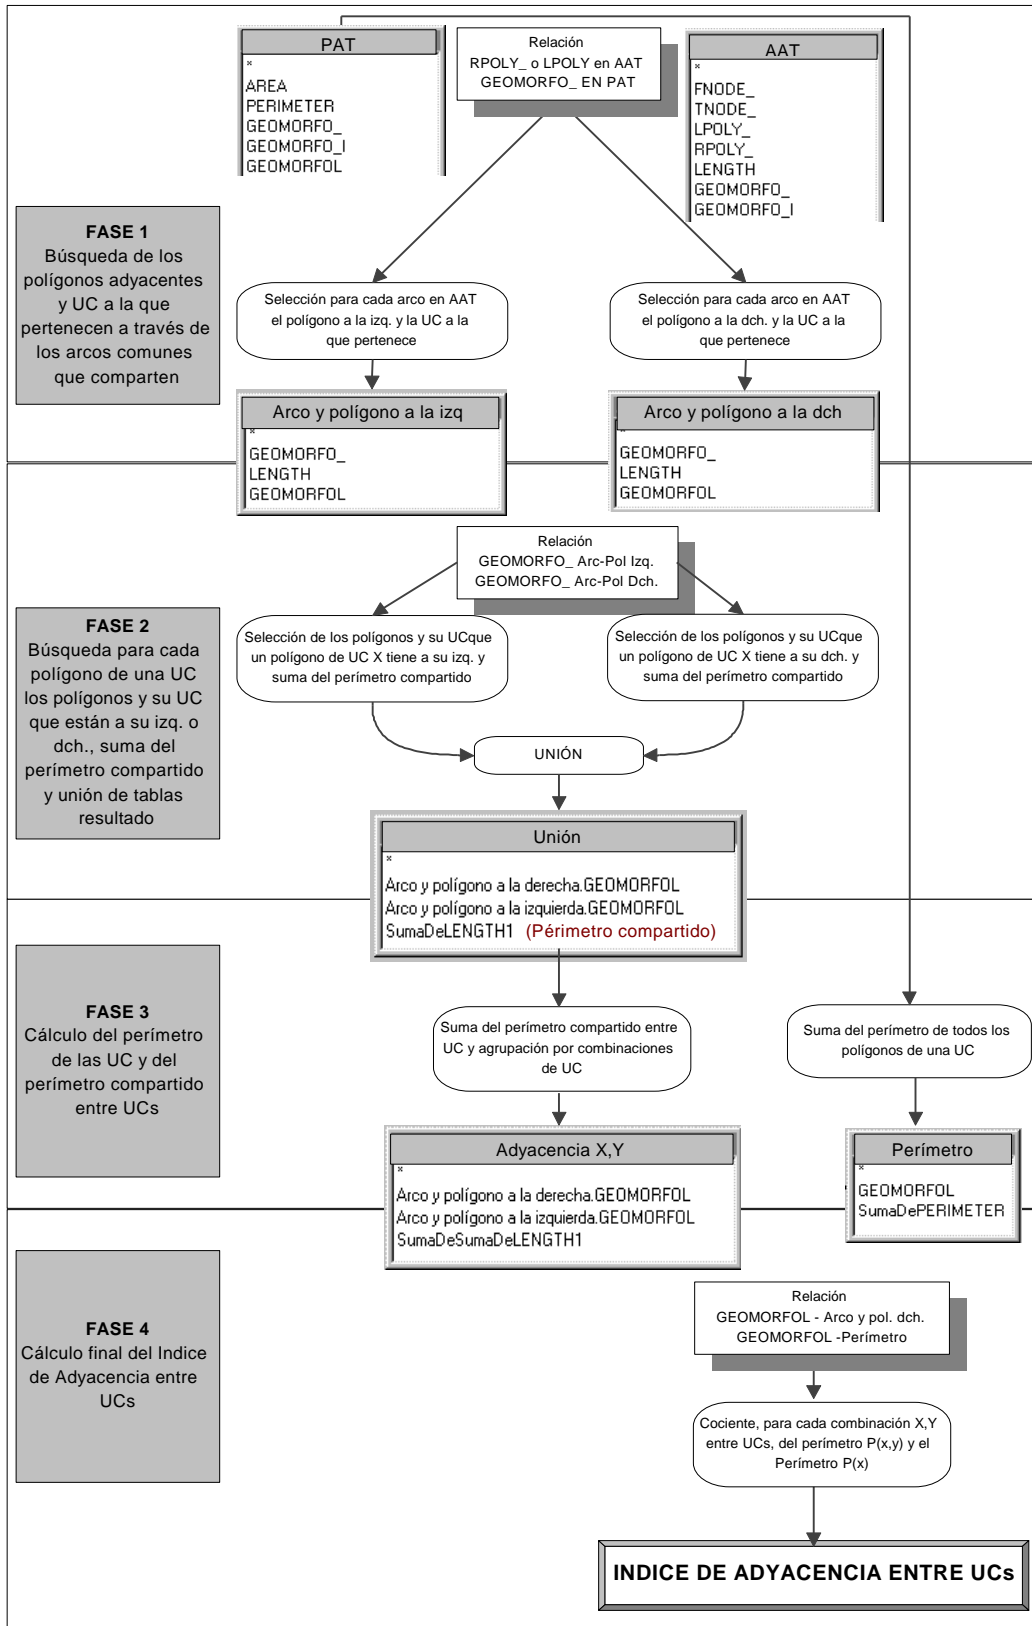 PAT
*
AREA
PERIMETER
GEOMORFO_
GEOMORFO_I
GEOMORFOL
Relación
RPOLY_ o LPOLY en AAT
GEOMORFO_ EN PAT
AAT
*
FNODE_
TNODE_
LPOLY_
RPOLY_
LENGTH
GEOMORFO_
GEOMORFO_I
FASE 1
Búsqueda de los
polígonos adyacentes
y UC a la que
pertenecen a través de
los arcos comunes
que comparten
Selección para cada arco en AAT
el polígono a la izq. y la UC a la
que pertenece
Selección para cada arco en AAT
el polígono a la dch. y la UC a la
que pertenece
Arco y polígono a la izq
*
GEOMORFO_
LENGTH
GEOMORFOL
Arco y polígono a la dch
*
GEOMORFO_
LENGTH
GEOMORFOL
Relación
GEOMORFO_ Arc-Pol Izq.
GEOMORFO_ Arc-Pol Dch.
FASE 2
Búsqueda para cada
polígono de una UC
los polígonos y su UC
que están a su izq. o
dch., suma del
perímetro compartido
y unión de tablas
resultado
Selección de los polígonos y su UCque
un polígono de UC X tiene a su izq. y
suma del perímetro compartido
Selección de los polígonos y su UCque
un polígono de UC X tiene a su dch. y
suma del perímetro compartido
UNIÓN
Unión
*
Arco y polígono a la derecha.GEOMORFOL
Arco y polígono a la izquierda.GEOMORFOL
SumaDeLENGTH1 (Périmetro compartido)
FASE 3
Cálculo del perímetro
de las UC y del
perímetro compartido
entre UCs
Suma del perímetro compartido entre
UC y agrupación por combinaciones
de UC
Suma del perímetro de todos los
polígonos de una UC
Adyacencia X,Y
*
Arco y polígono a la derecha.GEOMORFOL
Arco y polígono a la izquierda.GEOMORFOL
SumaDeSumaDeLENGTH1
Perímetro
*
GEOMORFOL
SumaDePERIMETER
FASE 4
Cálculo final del Indice
de Adyacencia entre
UCs
Relación
GEOMORFOL - Arco y pol. dch.
GEOMORFOL -Perímetro
Cociente, para cada combinación X,Y
entre UCs, del perímetro P(x,y) y el
Perímetro P(x)
INDICE DE ADYACENCIA ENTRE UCs